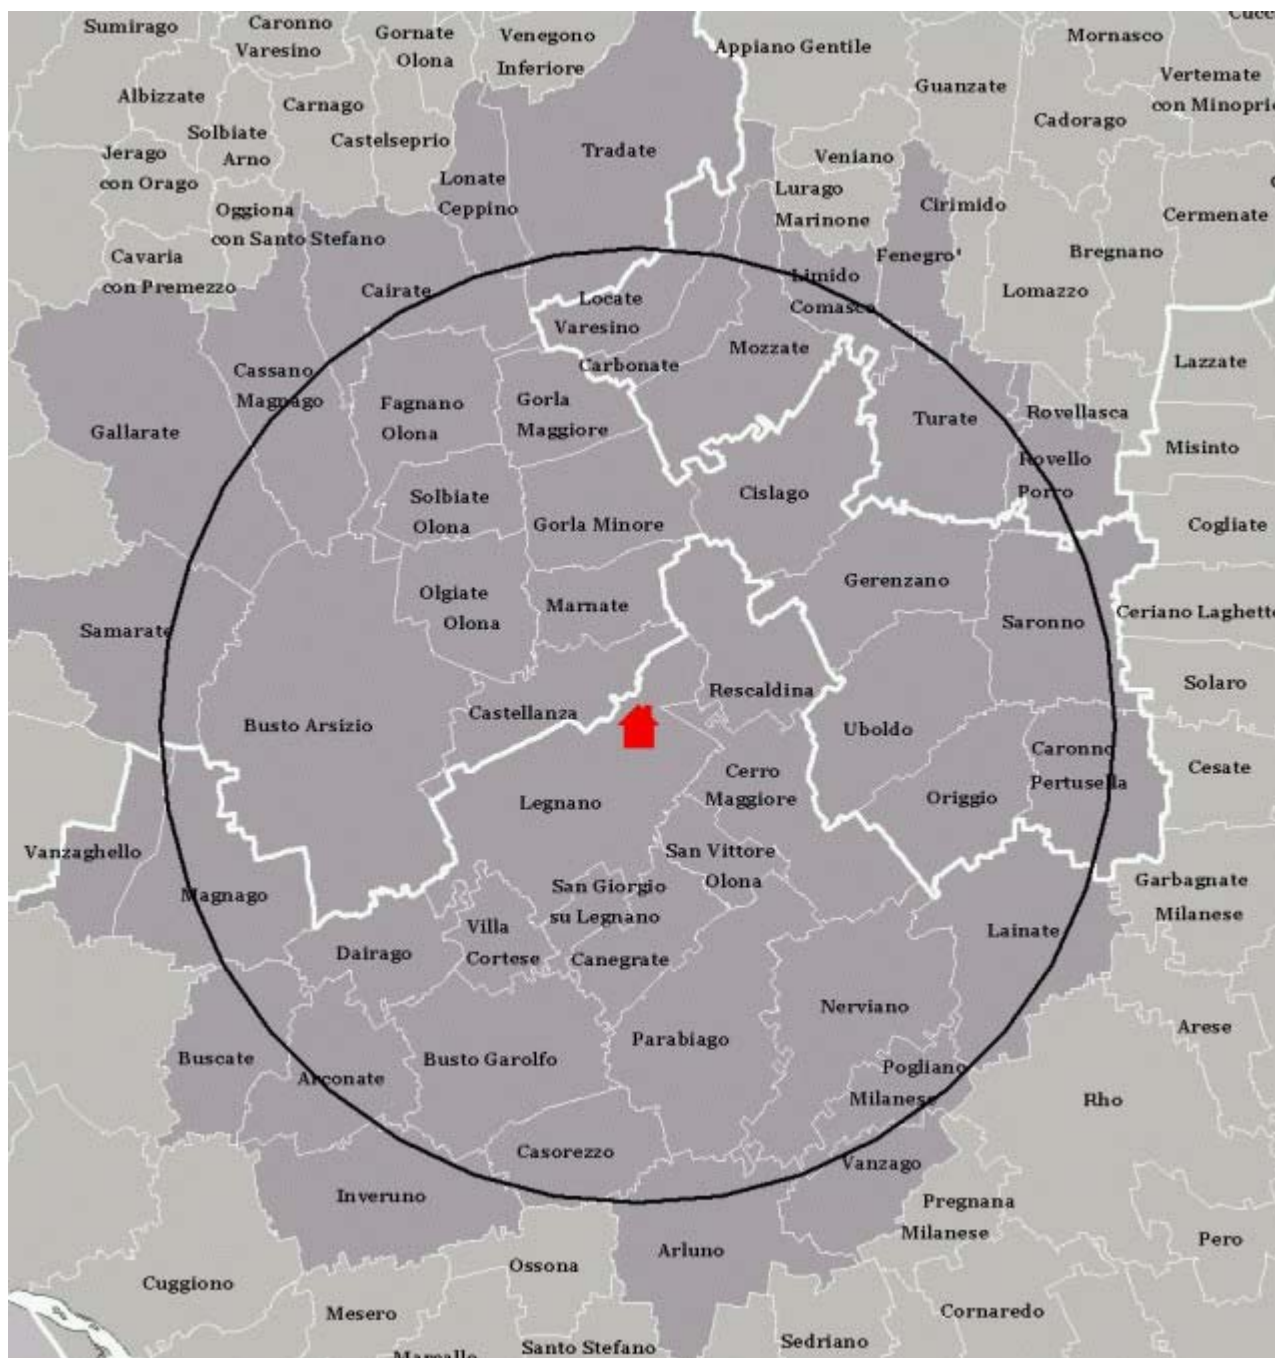 Sumirago
Caronno
Varesino
Gornate
Olona
Venegono
Inferiore
Appiano Gentile
Mornasco
Guanzate
Vertemate
Albizzate
Carnago
Cadorago
Solbiate
Arno
Castelseprio
Tradate
Jerago
con Orago
Veniano
Lonate
Ceppino
Lurago
Marinone
Cirimido
Cermenate
Oggiona
con Santo Stefano
Cavaria
con Premezzo
Fenegro'
Bregnano
Limido
Comasco
Lomazzo
Cairate
Locate
Varesino
Mozzate
Carbonate
Lazzate
Cassano
Magnago
Fagnano
Olona
Gorla
Maggiore
Turate
Rovellasca
Gallarate
Misinto
Rovello
Porro
Solbiate
Olona
Cislago
Gorla Minore
Cogliate
Olgiate
Olona
Marnate
Gerenzano
Ceriano Laghetto
Samarate
Saronno
Rescaldina
Solaro
Busto Arsizio
Castellanza
Uboldo
Caronno
Pertusella
Cesate
Cerro
Maggiore
Legnano
Origgio
Vanzaghello
San Vittore
Olona
Magnago
San Giorgio
su Legnano
Garbagnate
Milanese
Villa
Cortese
Lainate
Dairago
Canegrate
Nerviano
Arese
Parabiago
Buscate
Arconate
Busto Garolfo
Pogliano
Milanese
Rho
Casorezzo
Vanzago
Inveruno
Pregnana
Milanese
Arluno
Pero
Ossona
Cuggiono
Mesero
Cornaredo
Santo Stefano
Sedriano